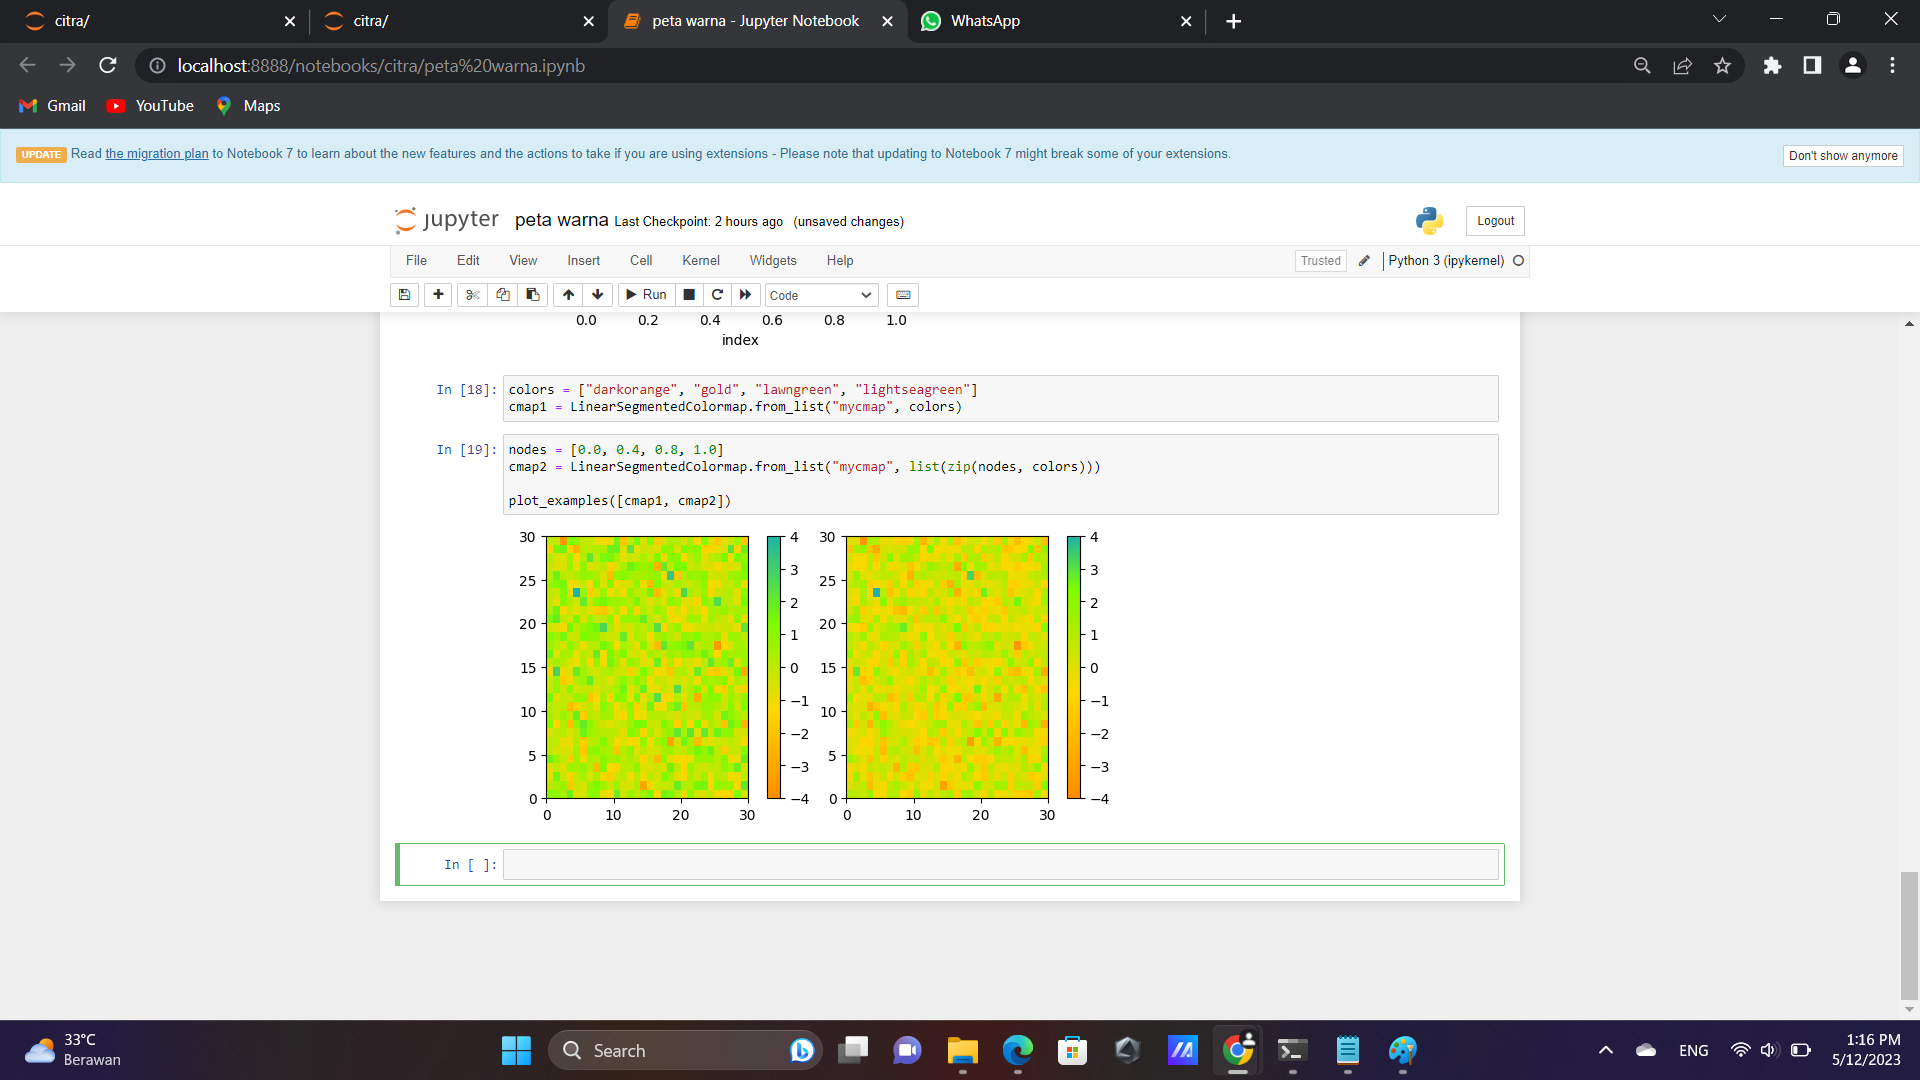 citra/
citra/
peta warna - Jupyter Notebook
WhatsApp
localhost:8888/notebooks/citra/peta%20warna.ipynb
Gmail
YouTube
Maps
UPDATE Read the migration plan to Notebook 7 to learn about the new features and the actions to take if you are using extensions - Please note that updating to Notebook 7 might break some of your extensions.
Don't show anymore
jupyter peta warna Last Checkpoint: 2 hours ago (unsaved changes)
Logout
File Edit View Insert Cell Kernel Widgets Help
Trusted
Python 3 (ipykernel)
Run
Code
0.0 0.2 0.4 0.6 0.8 1.0
index
In [18]: colors = ["darkorange", "gold", "lawngreen", "lightseagreen"]
cmap1 = LinearSegmentedColormap.from_list("mycmap", colors)
In [19]: nodes = [0.0, 0.4, 0.8, 1.0]
cmap2 = LinearSegmentedColormap.from_list("mycmap", list(zip(nodes, colors)))
plot_examples([cmap1, cmap2])
30
25
20
15
10
5
0
0 10 20 30
4
3
2
1
0
−1
−2
−3
−4
30
25
20
15
10
5
0
0 10 20 30
4
3
2
1
0
−1
−2
−3
−4
In [ ]:
33°C
Berawan
Search
ENG
1:16 PM
5/12/2023